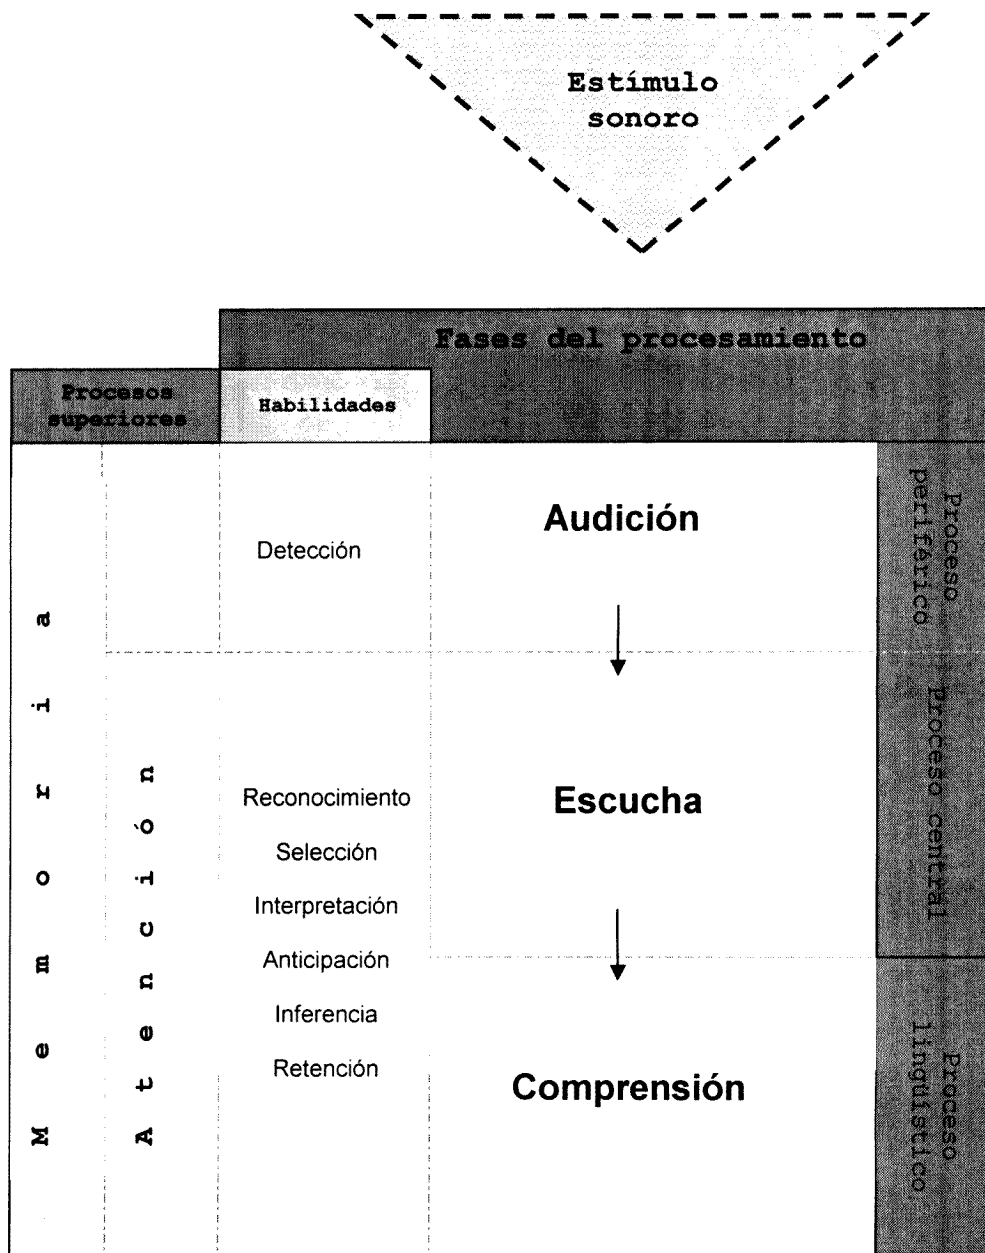 Estímulo
sonoro
Fases del procesamiento
Procesos
superiores
Habilidades
Memoria
Atención
Detección
Audición
Proceso
periférico
Reconocimiento
Selección
Interpretación
Anticipación
Inferencia
Retención
Escucha
Proceso central
Comprensión
Proceso
lingüístico